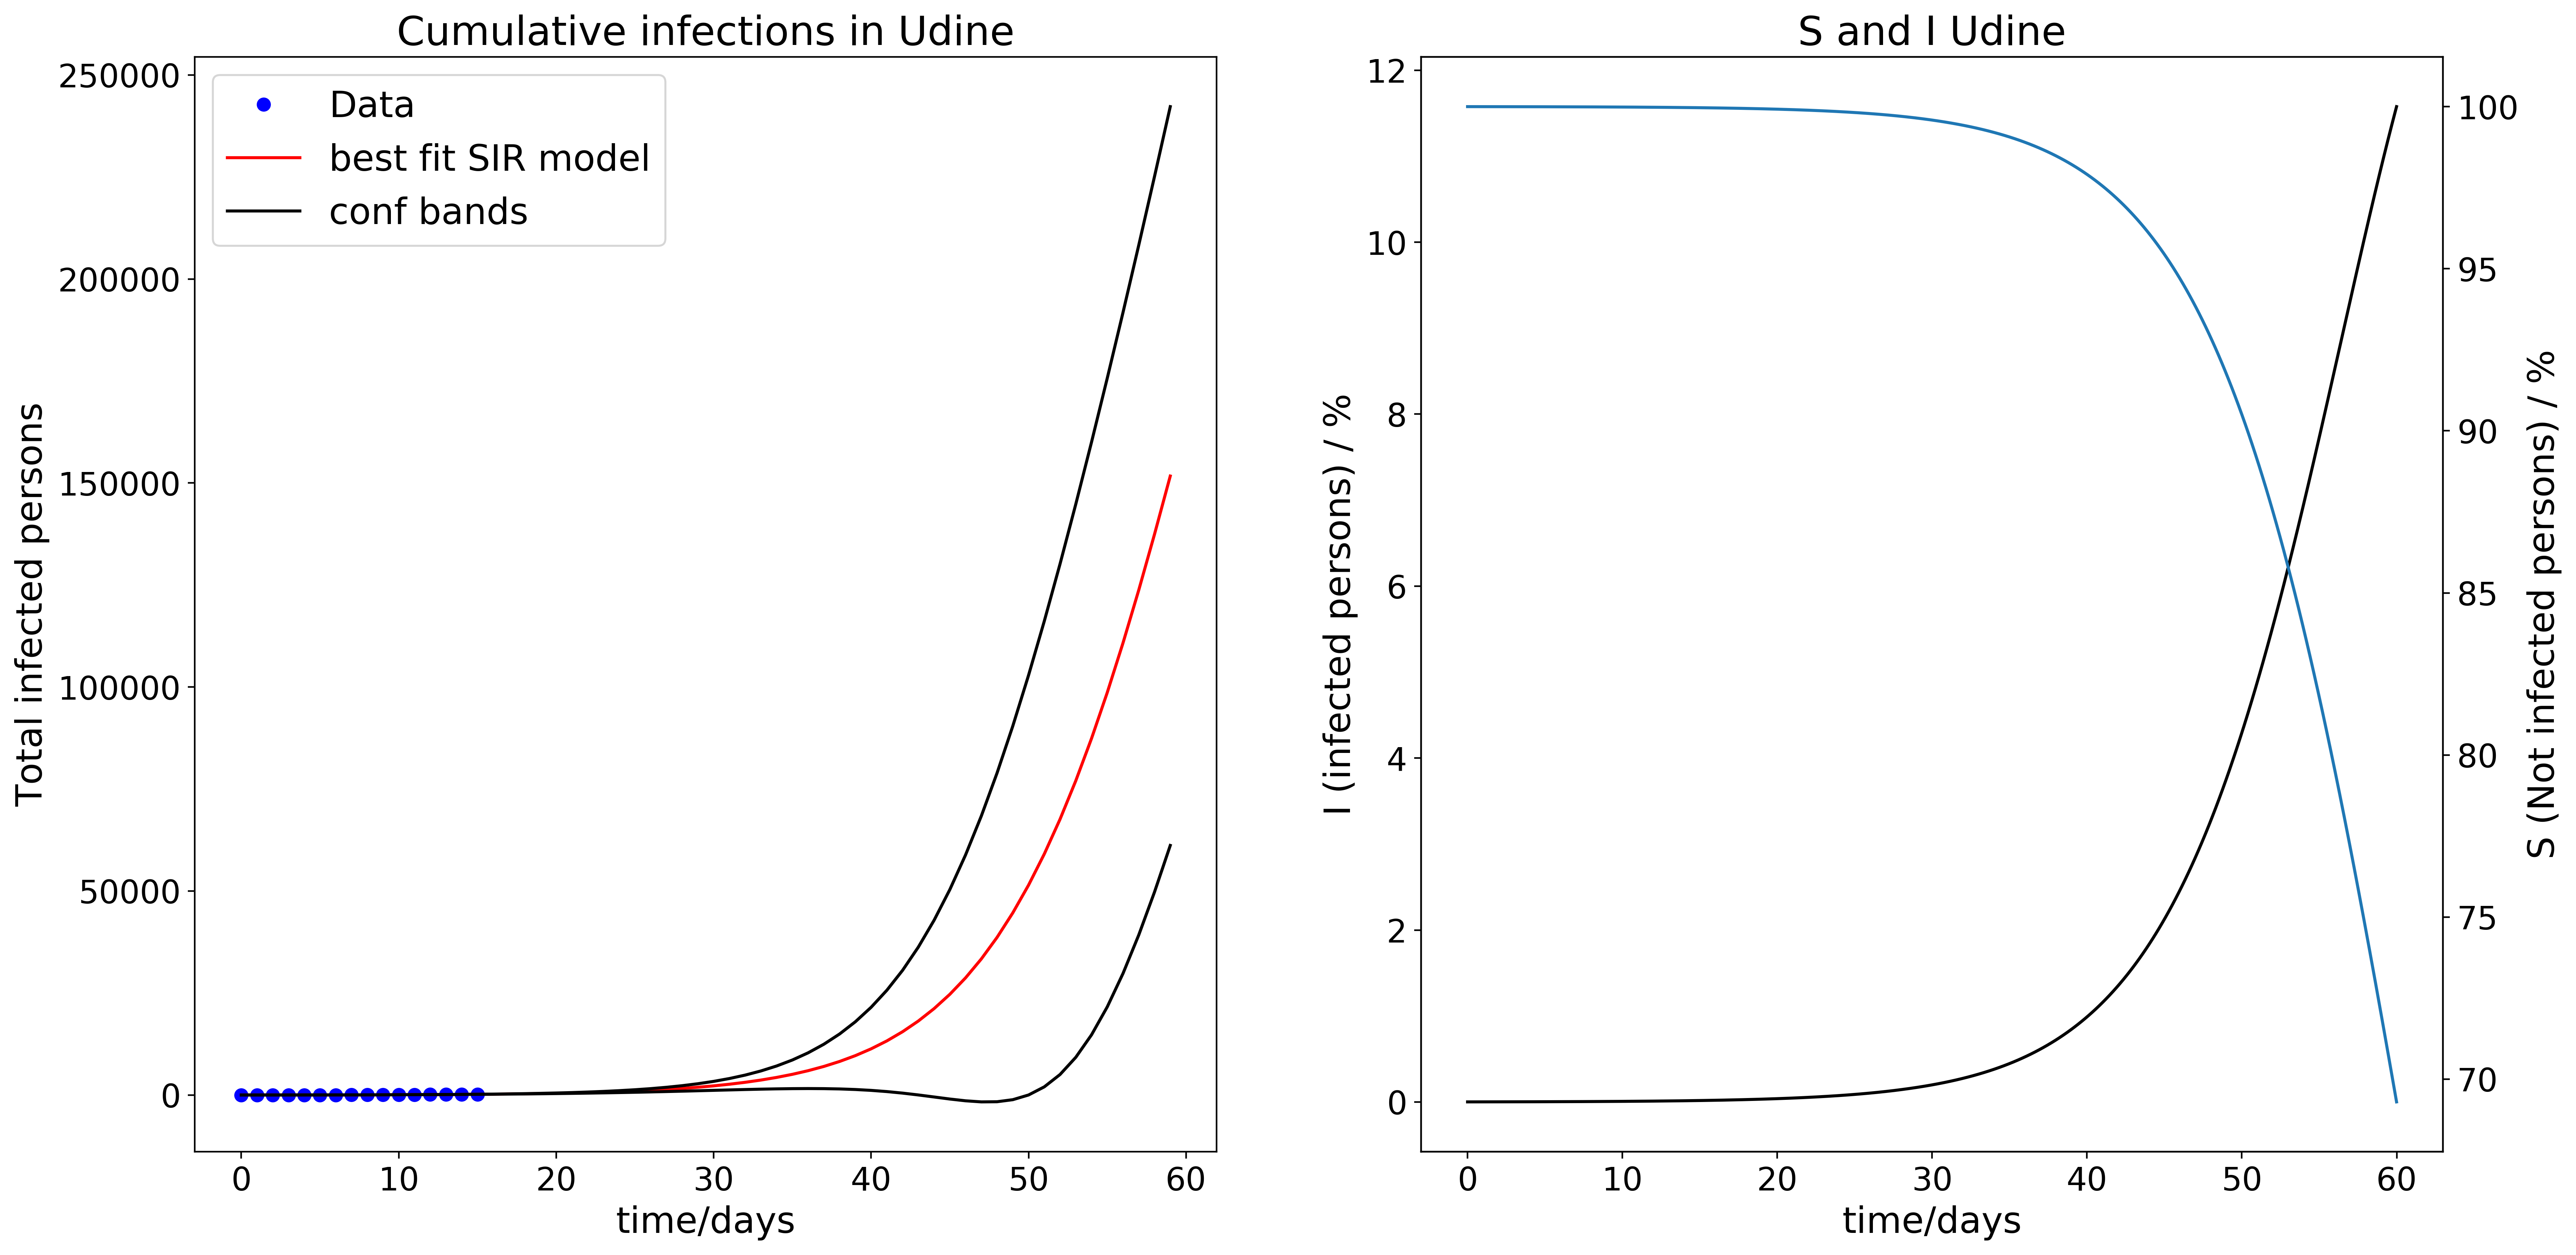 Cumulative infections in Udine
250000
200000
150000
100000
50000
0
Total infected persons
Data
best fit SIR model
conf bands
0 10 20 30 40 50 60
time/days
S and I Udine
12
10
8
6
4
2
0
I (infected persons) / %
100
95
90
85
80
75
70
S (Not infected persons) / %
0 10 20 30 40 50 60
time/days